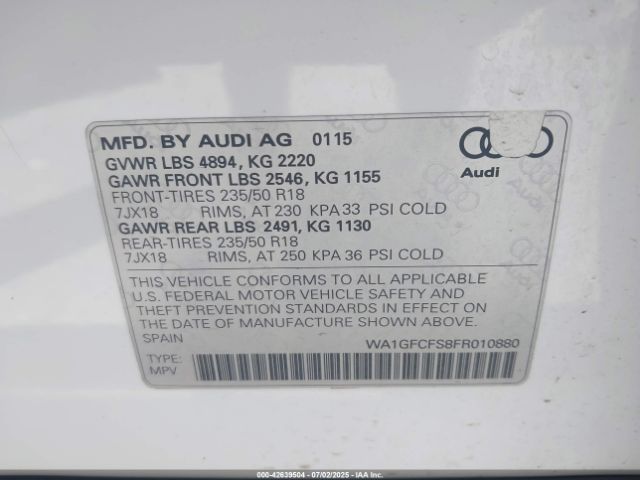 MFD. BY AUDI AG 0115
GVWR LBS 4894, KG 2220
GAWR FRONT LBS 2546, KG 1155
FRONT-TIRES 235/50 R18
7JX18 RIMS, AT 230 KPA 33 PSI COLD
GAWR REAR LBS 2491, KG 1130
REAR-TIRES 235/50 R18
7JX18 RIMS, AT 250 KPA 36 PSI COLD
Audi
THIS VEHICLE CONFORMS TO ALL APPLICABLE
U.S. FEDERAL MOTOR VEHICLE SAFETY AND
THEFT PREVENTION STANDARDS IN EFFECT ON
THE DATE OF MANUFACTURE SHOWN ABOVE.
SPAIN
WA1GFCFS8FR010880
TYPE:
MPV
000-42639504 - 07/02/2025 - IAAI.COM